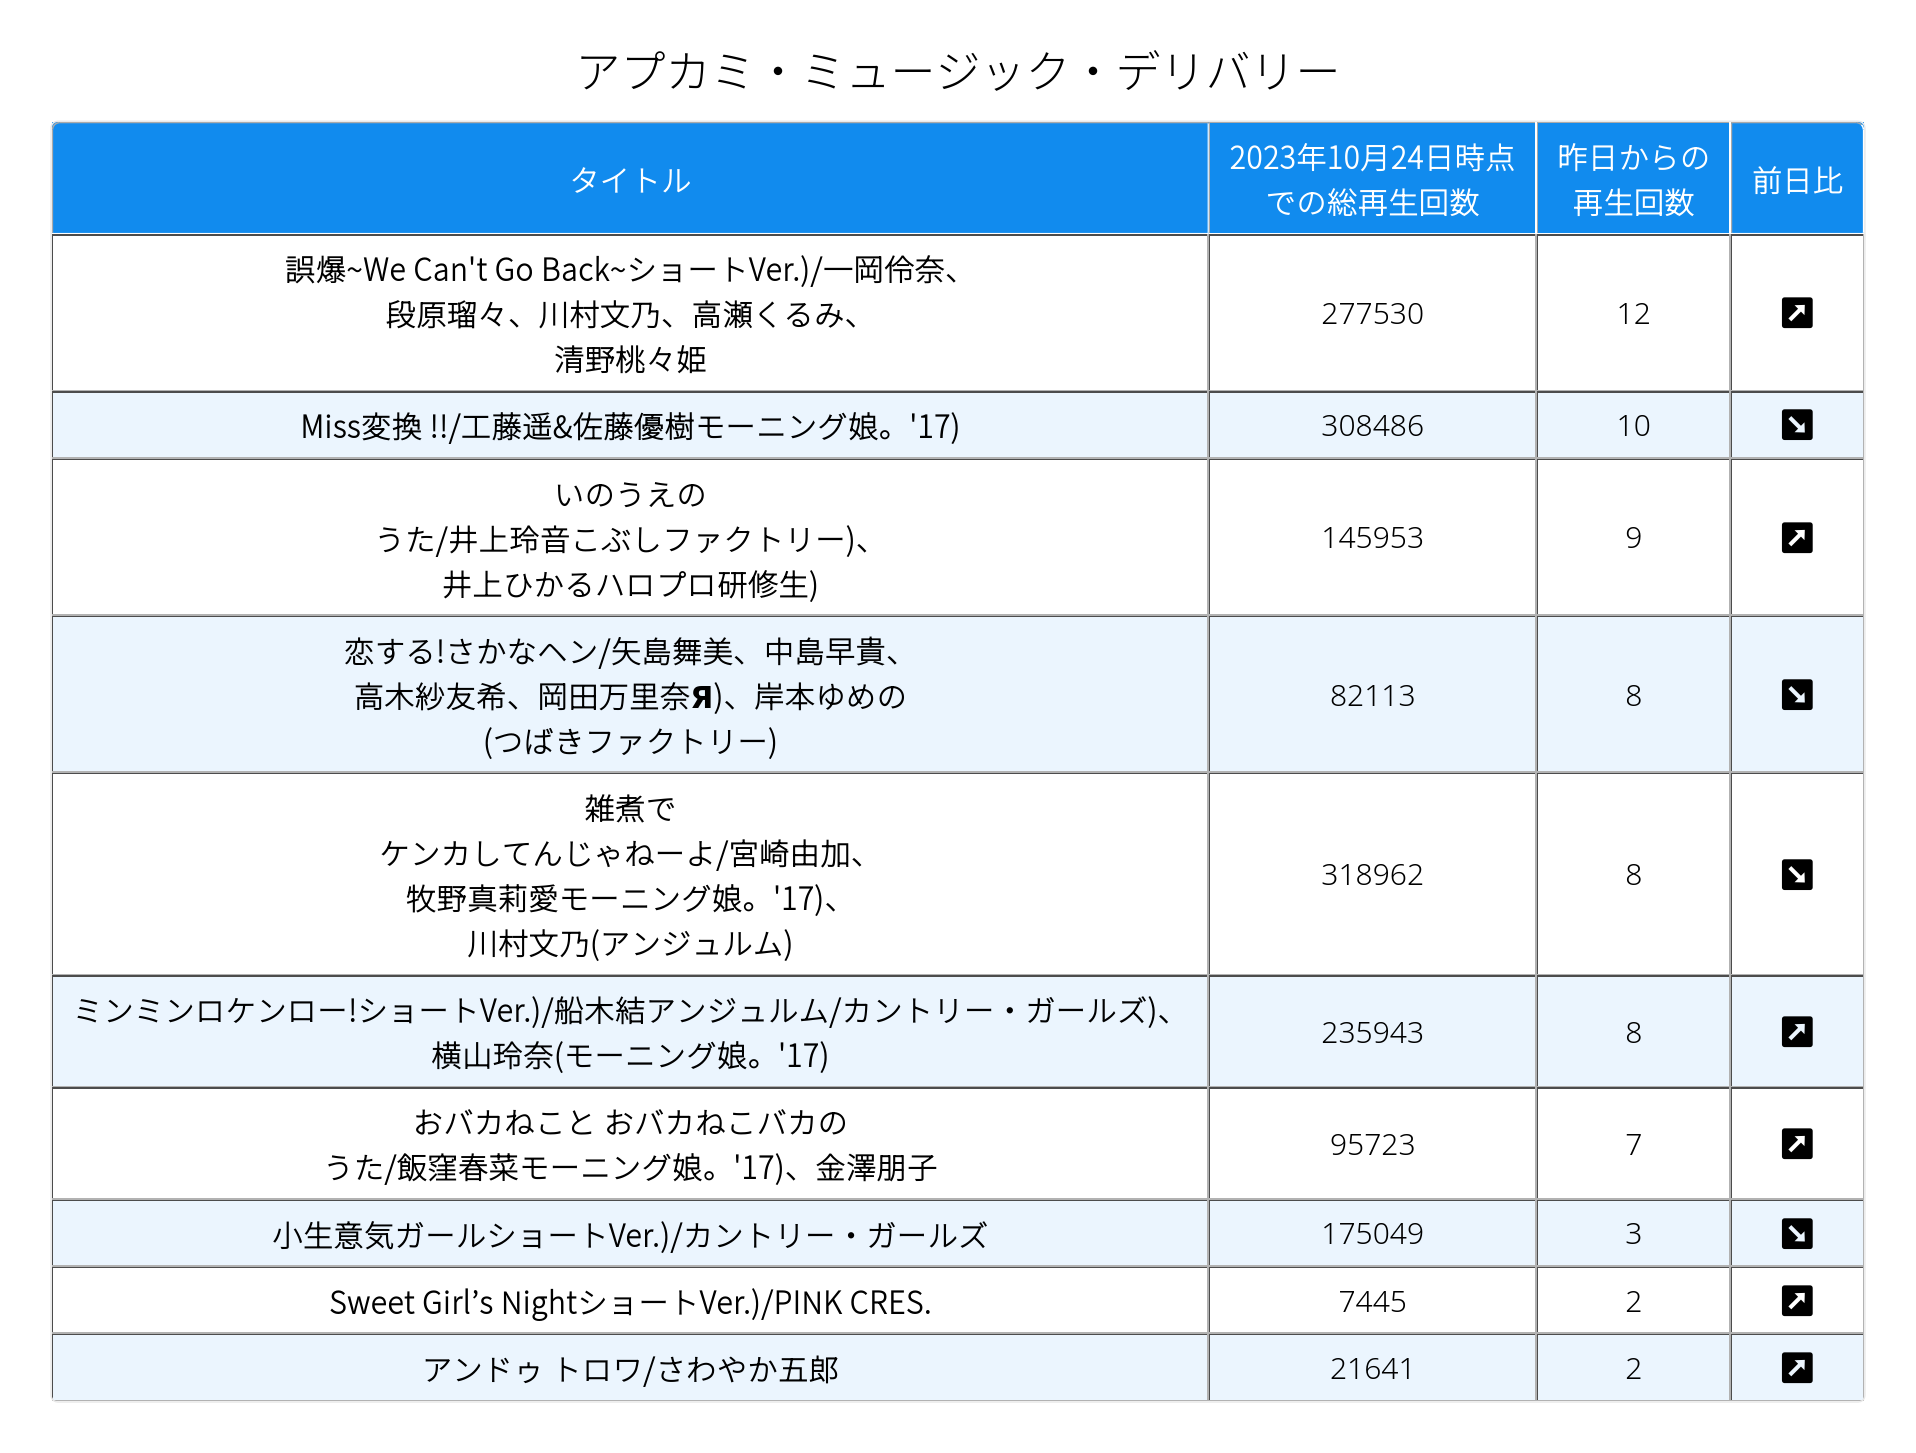 アプカミ・ミュージック・デリバリー
タイトル
2023年10月24日時点
での総再生回数
昨日からの
再生回数
前日比
誤爆~We Can't Go Back~ショートVer.)/一岡伶奈、
段原瑠々、川村文乃、高瀬くるみ、
清野桃々姫
277530
12
Miss変換 !!/工藤遥&佐藤優樹モーニング娘。'17)
308486
10
いのうえの
うた/井上玲音こぶしファクトリー)、
井上ひかるハロプロ研修生)
145953
9
恋する!さかなヘン/矢島舞美、中島早貴、
高木紗友希、岡田万里奈Я)、岸本ゆめの
(つばきファクトリー)
82113
8
雑煮で
ケンカしてんじゃねーよ/宮崎由加、
牧野真莉愛モーニング娘。'17)、
川村文乃(アンジュルム)
318962
8
ミンミンロケンロー!ショートVer.)/船木結アンジュルム/カントリー・ガールズ)、
横山玲奈(モーニング娘。'17)
235943
8
おバカねこと おバカねこバカの
うた/飯窪春菜モーニング娘。'17)、金澤朋子
95723
7
小生意気ガールショートVer.)/カントリー・ガールズ
175049
3
Sweet Girl’s NightショートVer.)/PINK CRES.
7445
2
アンドゥ トロワ/さわやか五郎
21641
2